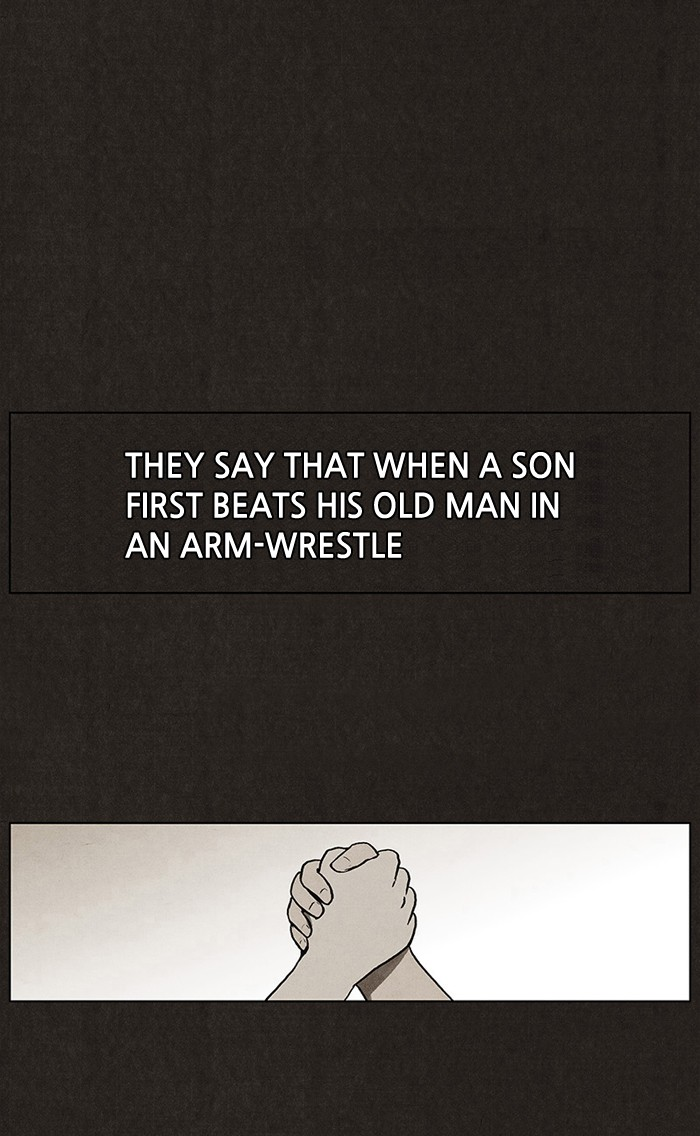 THEY SAY THAT WHEN A SON
FIRST BEATS HIS OLD MAN IN
AN ARM-WRESTLE